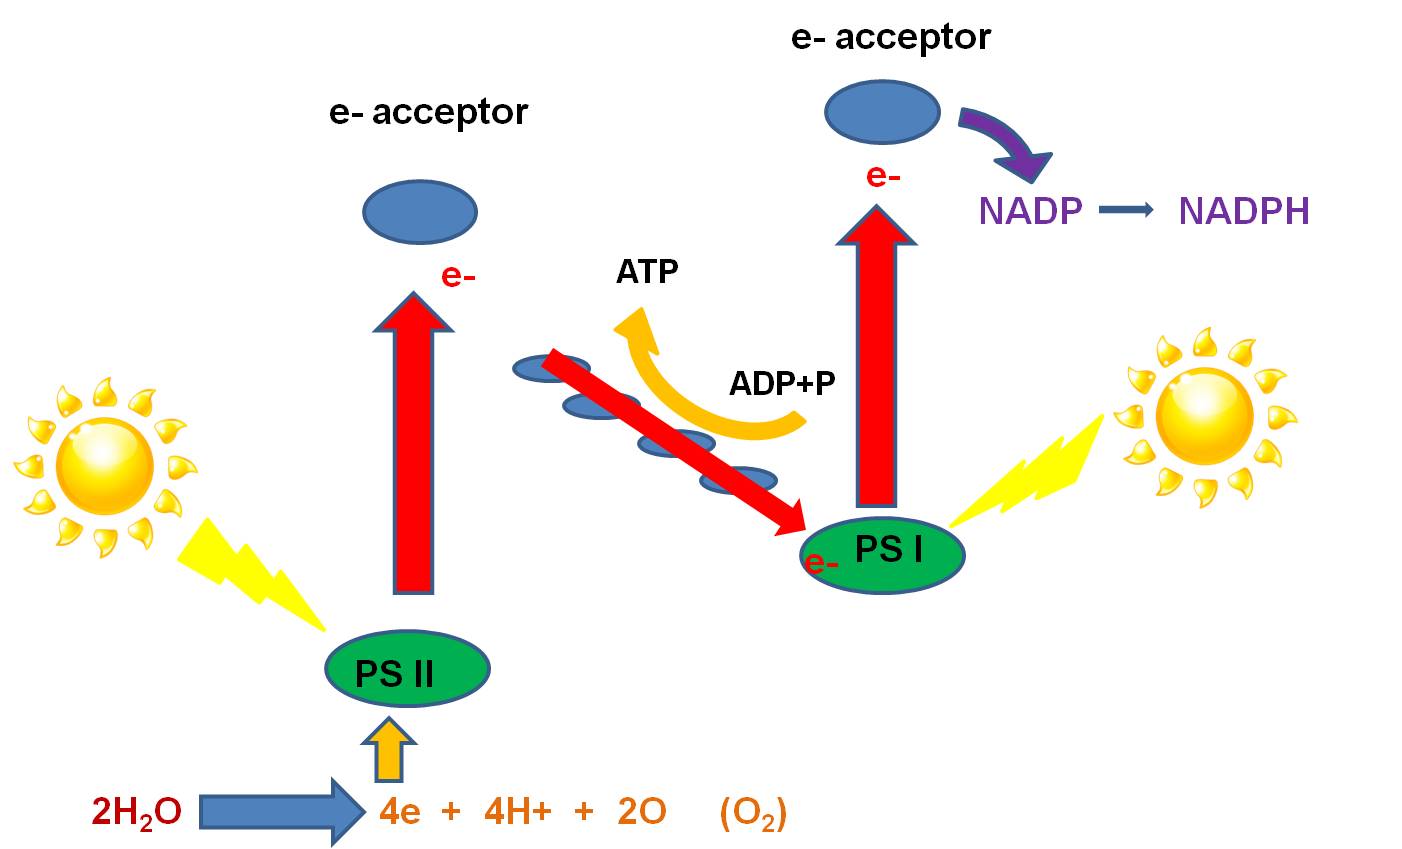 e- acceptor
e- acceptor
e-
NADP
NADPH
e-
ATP
ADP+P
PS I
e-
PS II
2H₂O
4e + 4H+ + 2O (O₂)